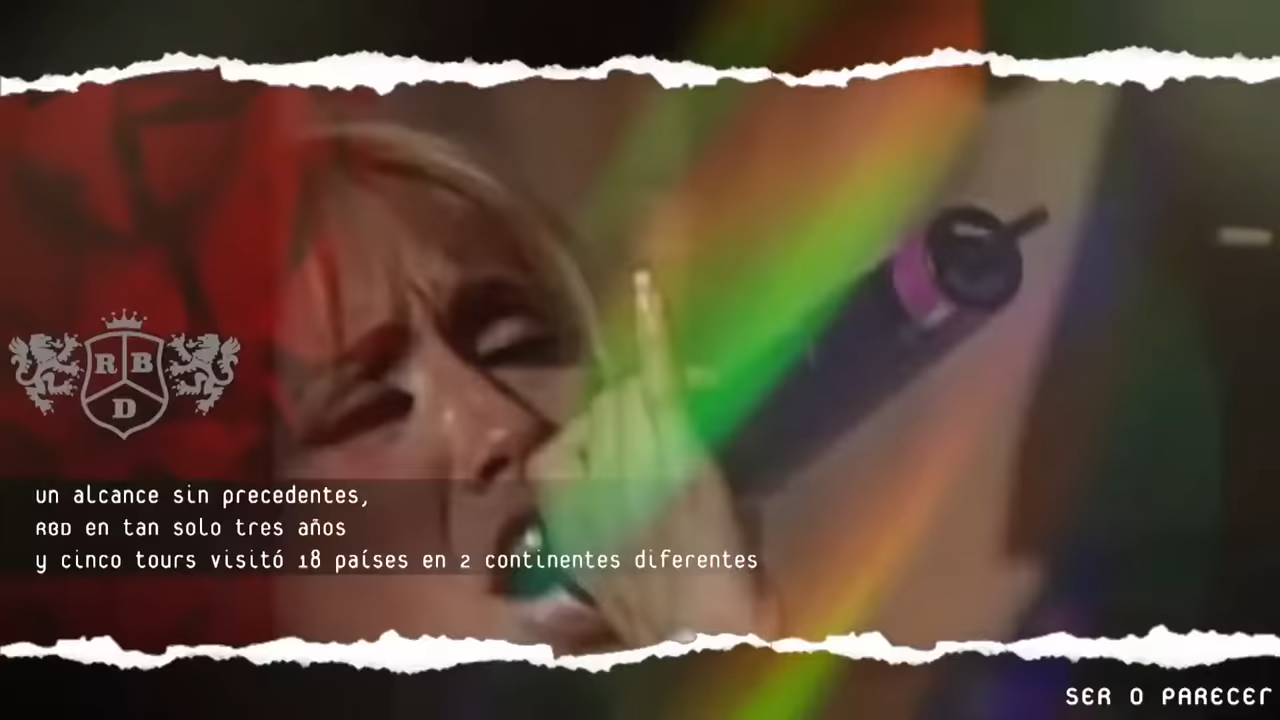 R B
D
un alcance sin precedentes,
RBD en tan solo tres años
y cinco tours visitó 18 países en 2 continentes diferentes
SER O PARECER